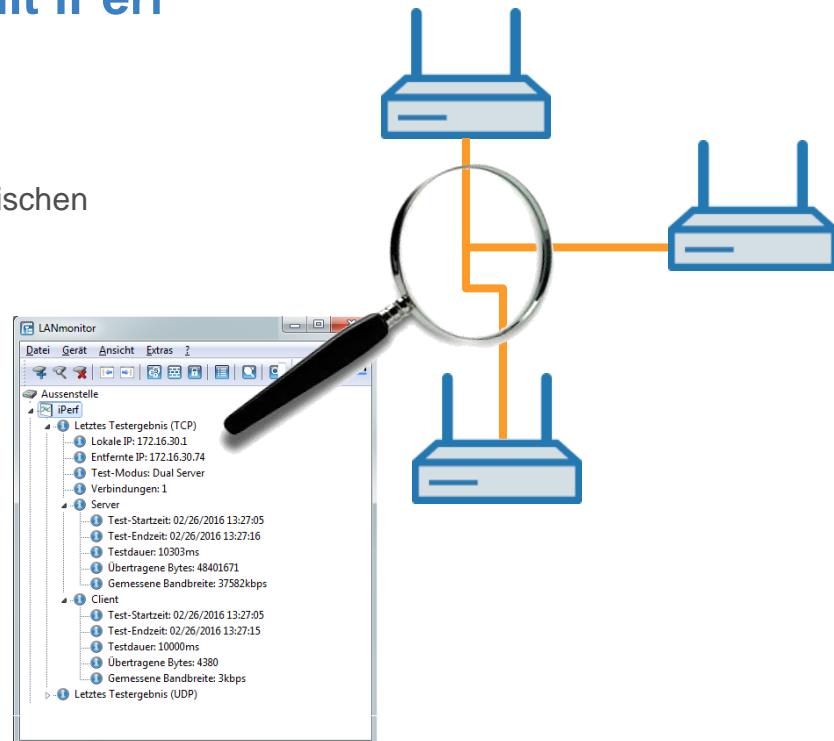 mit iPerf
ischen
LANmonitor
Datei Gerät Ansicht Extras ?
Aussenstelle
iPerf
Letztes Testergebnis (TCP)
Lokale IP: 172.16.30.1
Entfernte IP: 172.16.30.74
Test-Modus: Dual Server
Verbindungen: 1
Server
Test-Startzeit: 02/26/2016 13:27:05
Test-Endzeit: 02/26/2016 13:27:16
Testdauer: 10303ms
Übertragene Bytes: 48401671
Gemessene Bandbreite: 37582kbps
Client
Test-Startzeit: 02/26/2016 13:27:05
Test-Endzeit: 02/26/2016 13:27:15
Testdauer: 10000ms
Übertragene Bytes: 4380
Gemessene Bandbreite: 3kbps
Letztes Testergebnis (UDP)